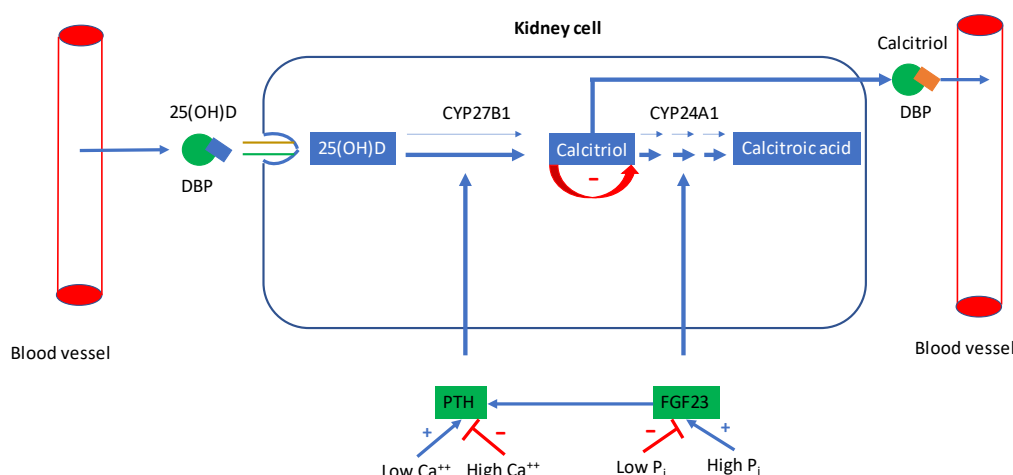 Kidney cell
Calcitriol
25(OH)D
CYP27B1
CYP24A1
DBP
25(OH)D
Calcitriol
Calcitroic acid
DBP
−
Blood vessel
Blood vessel
PTH
FGF23
+
−
−
+
Low Ca⁺⁺
High Ca⁺⁺
Low Pᵢ
High Pᵢ